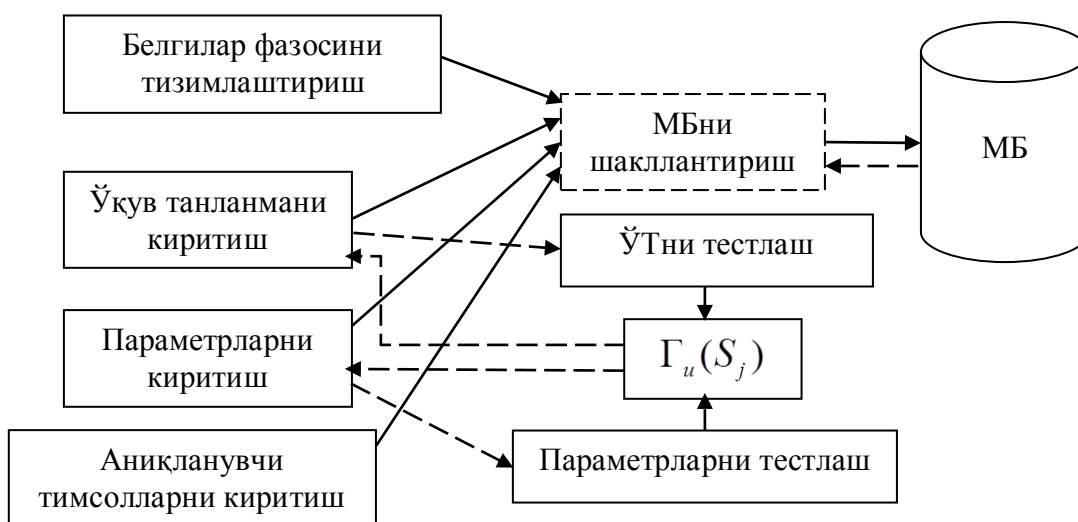 Белгилар фазосини
тизимлаштириш
МБни
шакллантириш
МБ
Ўқув танланмани
киритиш
ЎТни тестлаш
Параметрларни
киритиш
Γ_u(S_j)
Аниқланувчи
тимсолларни киритиш
Параметрларни тестлаш